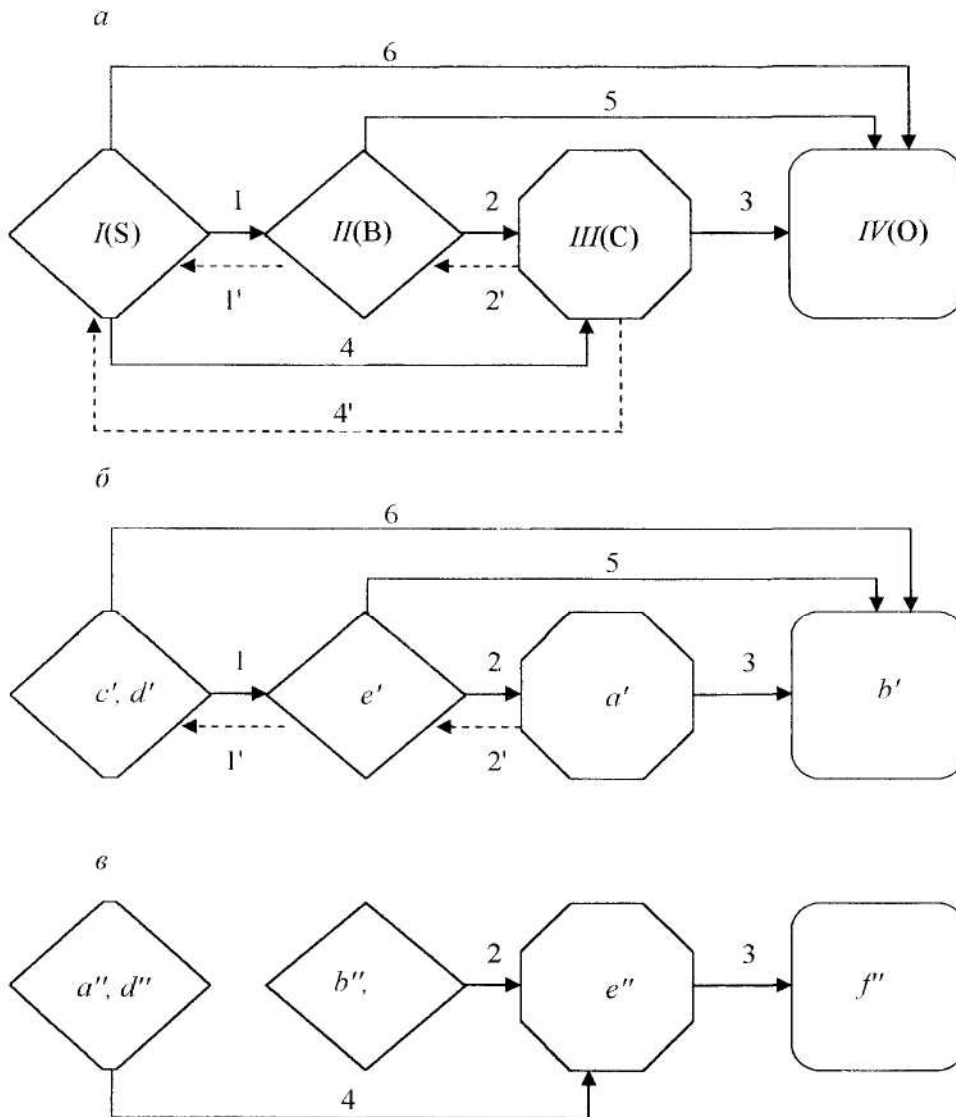 а
6
5
I(S) 1 II(B) 2 III(C) 3 IV(O)
1' 2'
4
4'
б
6
5
c', d' 1 e' 2 a' 3 b'
1' 2'
в
a'', d'' b'', 2 e'' 3 f''
4